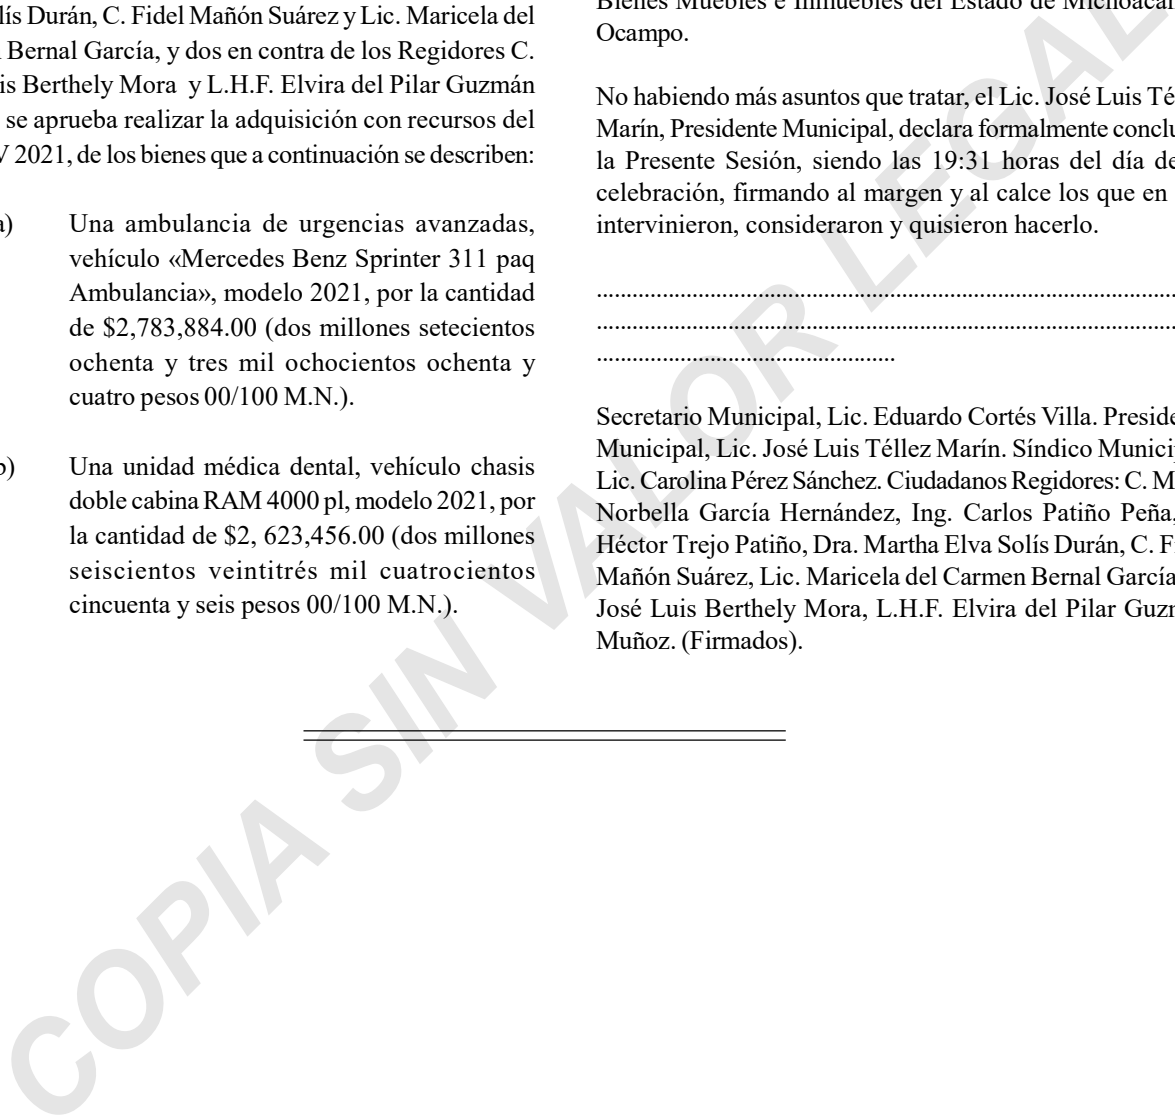 lís Durán, C. Fidel Mañón Suárez y Lic. Maricela del
Bernal García, y dos en contra de los Regidores C.
is Berthely Mora y L.H.F. Elvira del Pilar Guzmán
se aprueba realizar la adquisición con recursos del
2021, de los bienes que a continuación se describen:
a) Una ambulancia de urgencias avanzadas,
vehículo «Mercedes Benz Sprinter 311 paq
Ambulancia», modelo 2021, por la cantidad
de $2,783,884.00 (dos millones setecientos
ochenta y tres mil ochocientos ochenta y
cuatro pesos 00/100 M.N.).
b) Una unidad médica dental, vehículo chasis
doble cabina RAM 4000 pl, modelo 2021, por
la cantidad de $2, 623,456.00 (dos millones
seiscientos veintitrés mil cuatrocientos
cincuenta y seis pesos 00/100 M.N.).
Bienes Muebles e Inmuebles del Estado de Michoacán
Ocampo.
No habiendo más asuntos que tratar, el Lic. José Luis Té
Marín, Presidente Municipal, declara formalmente conclu
la Presente Sesión, siendo las 19:31 horas del día de
celebración, firmando al margen y al calce los que en
intervinieron, consideraron y quisieron hacerlo.
Secretario Municipal, Lic. Eduardo Cortés Villa. Preside
Municipal, Lic. José Luis Téllez Marín. Síndico Municip
Lic. Carolina Pérez Sánchez. Ciudadanos Regidores: C. M
Norbella García Hernández, Ing. Carlos Patiño Peña,
Héctor Trejo Patiño, Dra. Martha Elva Solís Durán, C. F
Mañón Suárez, Lic. Maricela del Carmen Bernal García
José Luis Berthely Mora, L.H.F. Elvira del Pilar Guzm
Muñoz. (Firmados).
COPIA SIN VALOR LEGAL